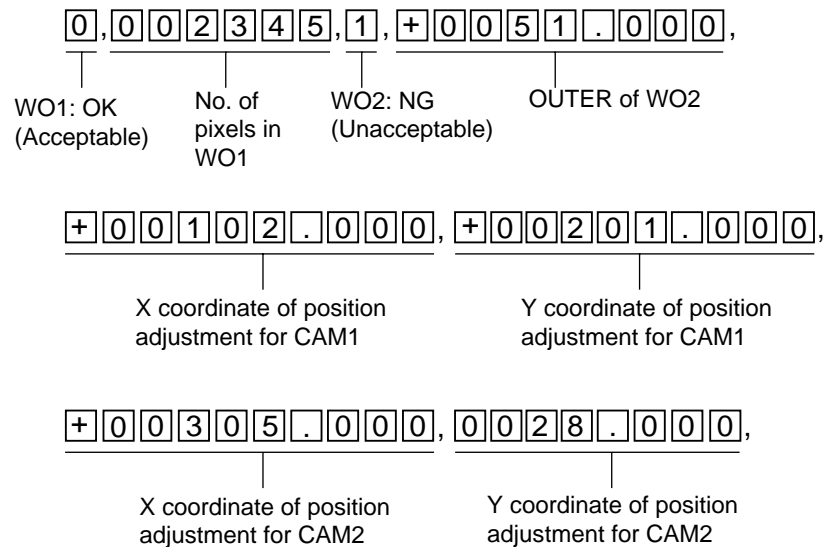 0,002345,1,+0051.000,
WO1: OK
(Acceptable)
No. of
pixels in
WO1
WO2: NG
(Unacceptable)
OUTER of WO2
+00102.000, +00201.000,
X coordinate of position
adjustment for CAM1
Y coordinate of position
adjustment for CAM1
+00305.000, 0028.000,
X coordinate of position
adjustment for CAM2
Y coordinate of position
adjustment for CAM2